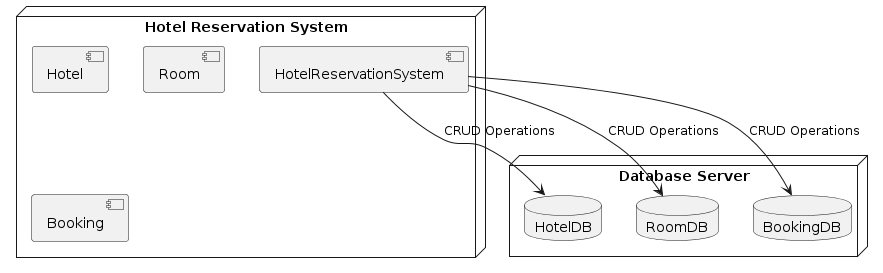 Hotel Reservation System
Hotel
Room
HotelReservationSystem
CRUD Operations
CRUD Operations
CRUD Operations
Database Server
Booking
HotelDB
RoomDB
BookingDB